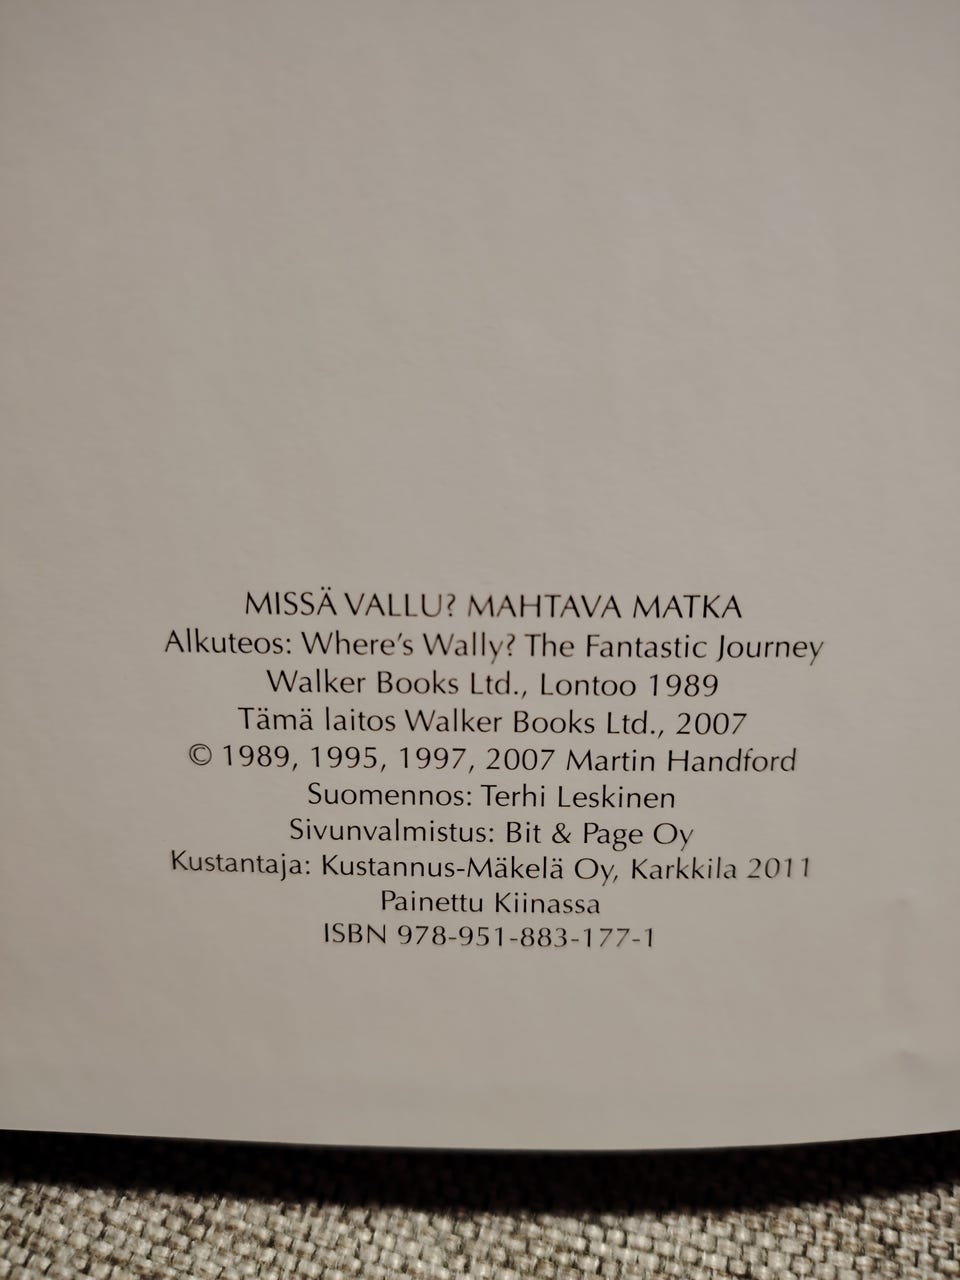 MISSÄ VALLU? MAHTAVA MATKA
Alkuteos: Where's Wally? The Fantastic Journey
Walker Books Ltd., Lontoo 1989
Tämä laitos Walker Books Ltd., 2007
© 1989, 1995, 1997, 2007 Martin Handford
Suomennos: Terhi Leskinen
Sivunvalmistus: Bit & Page Oy
Kustantaja: Kustannus-Mäkelä Oy, Karkkila 2011
Painettu Kiinassa
ISBN 978-951-883-177-1